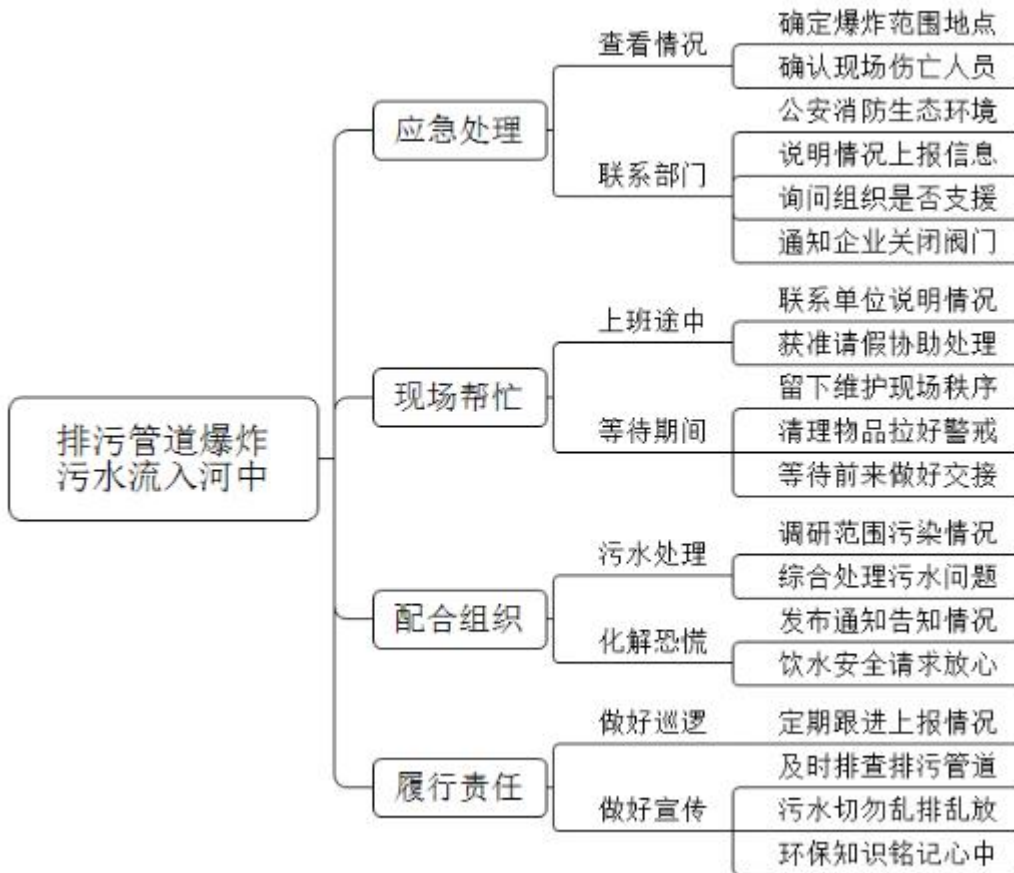 排污管道爆炸
污水流入河中
应急处理
查看情况
确定爆炸范围地点
确认现场伤亡人员
联系部门
公安消防生态环境
说明情况上报信息
询问组织是否支援
通知企业关闭阀门
现场帮忙
上班途中
联系单位说明情况
获准请假协助处理
等待期间
留下维护现场秩序
清理物品拉好警戒
等待前来做好交接
配合组织
污水处理
调研范围污染情况
综合处理污水问题
化解恐慌
发布通知告知情况
饮水安全请求放心
履行责任
做好巡逻
定期跟进上报情况
做好宣传
及时排查排污管道
污水切勿乱排乱放
环保知识铭记心中